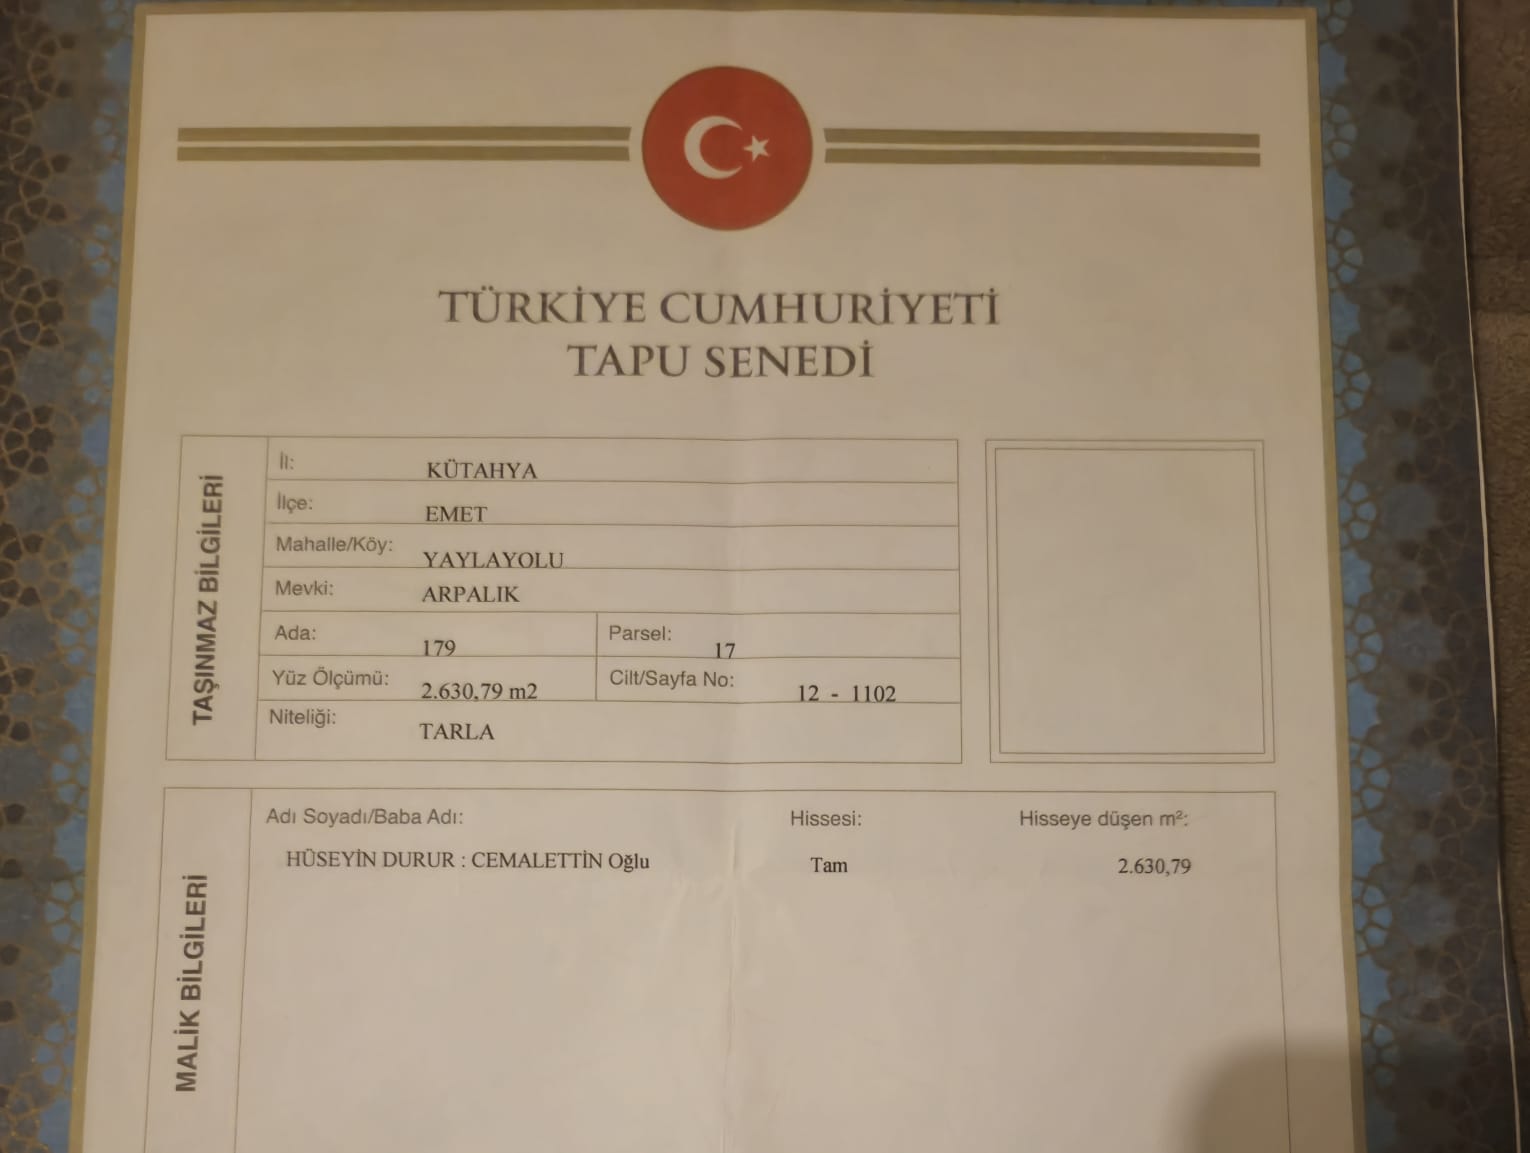 TÜRKİYE CUMHURİYETİ
TAPU SENEDİ
TAŞINMAZ BİLGİLERİ
İl: KÜTAHYA
İlçe: EMET
Mahalle/Köy: YAYLAYOLU
Mevki: ARPALIK
Ada: 179 Parsel: 17
Yüz Ölçümü: 2.630,79 m2 Cilt/Sayfa No: 12 - 1102
Niteliği: TARLA
MALİK BİLGİLERİ
Adı Soyadı/Baba Adı: Hissesi: Hisseye düşen m²:
HÜSEYİN DURUR : CEMALETTİN Oğlu Tam 2.630,79